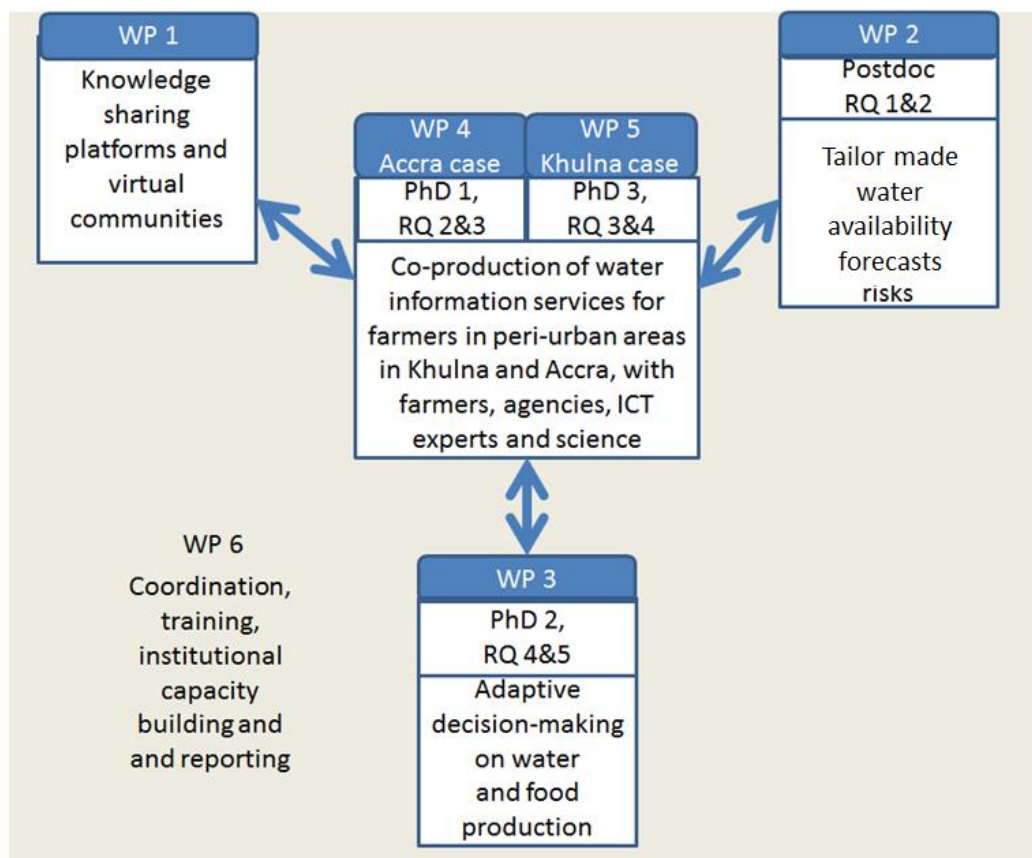 WP 1
Knowledge
sharing
platforms and
virtual
communities
WP 2
Postdoc
RQ 1&2
Tailor made
water
availability
forecasts
risks
WP 4
Accra case
PhD 1,
RQ 2&3
WP 5
Khulna case
PhD 3,
RQ 3&4
Co-production of water
information services for
farmers in peri-urban areas
in Khulna and Accra, with
farmers, agencies, ICT
experts and science
WP 6
Coordination,
training,
institutional
capacity
building and
and reporting
WP 3
PhD 2,
RQ 4&5
Adaptive
decision-making
on water
and food
production